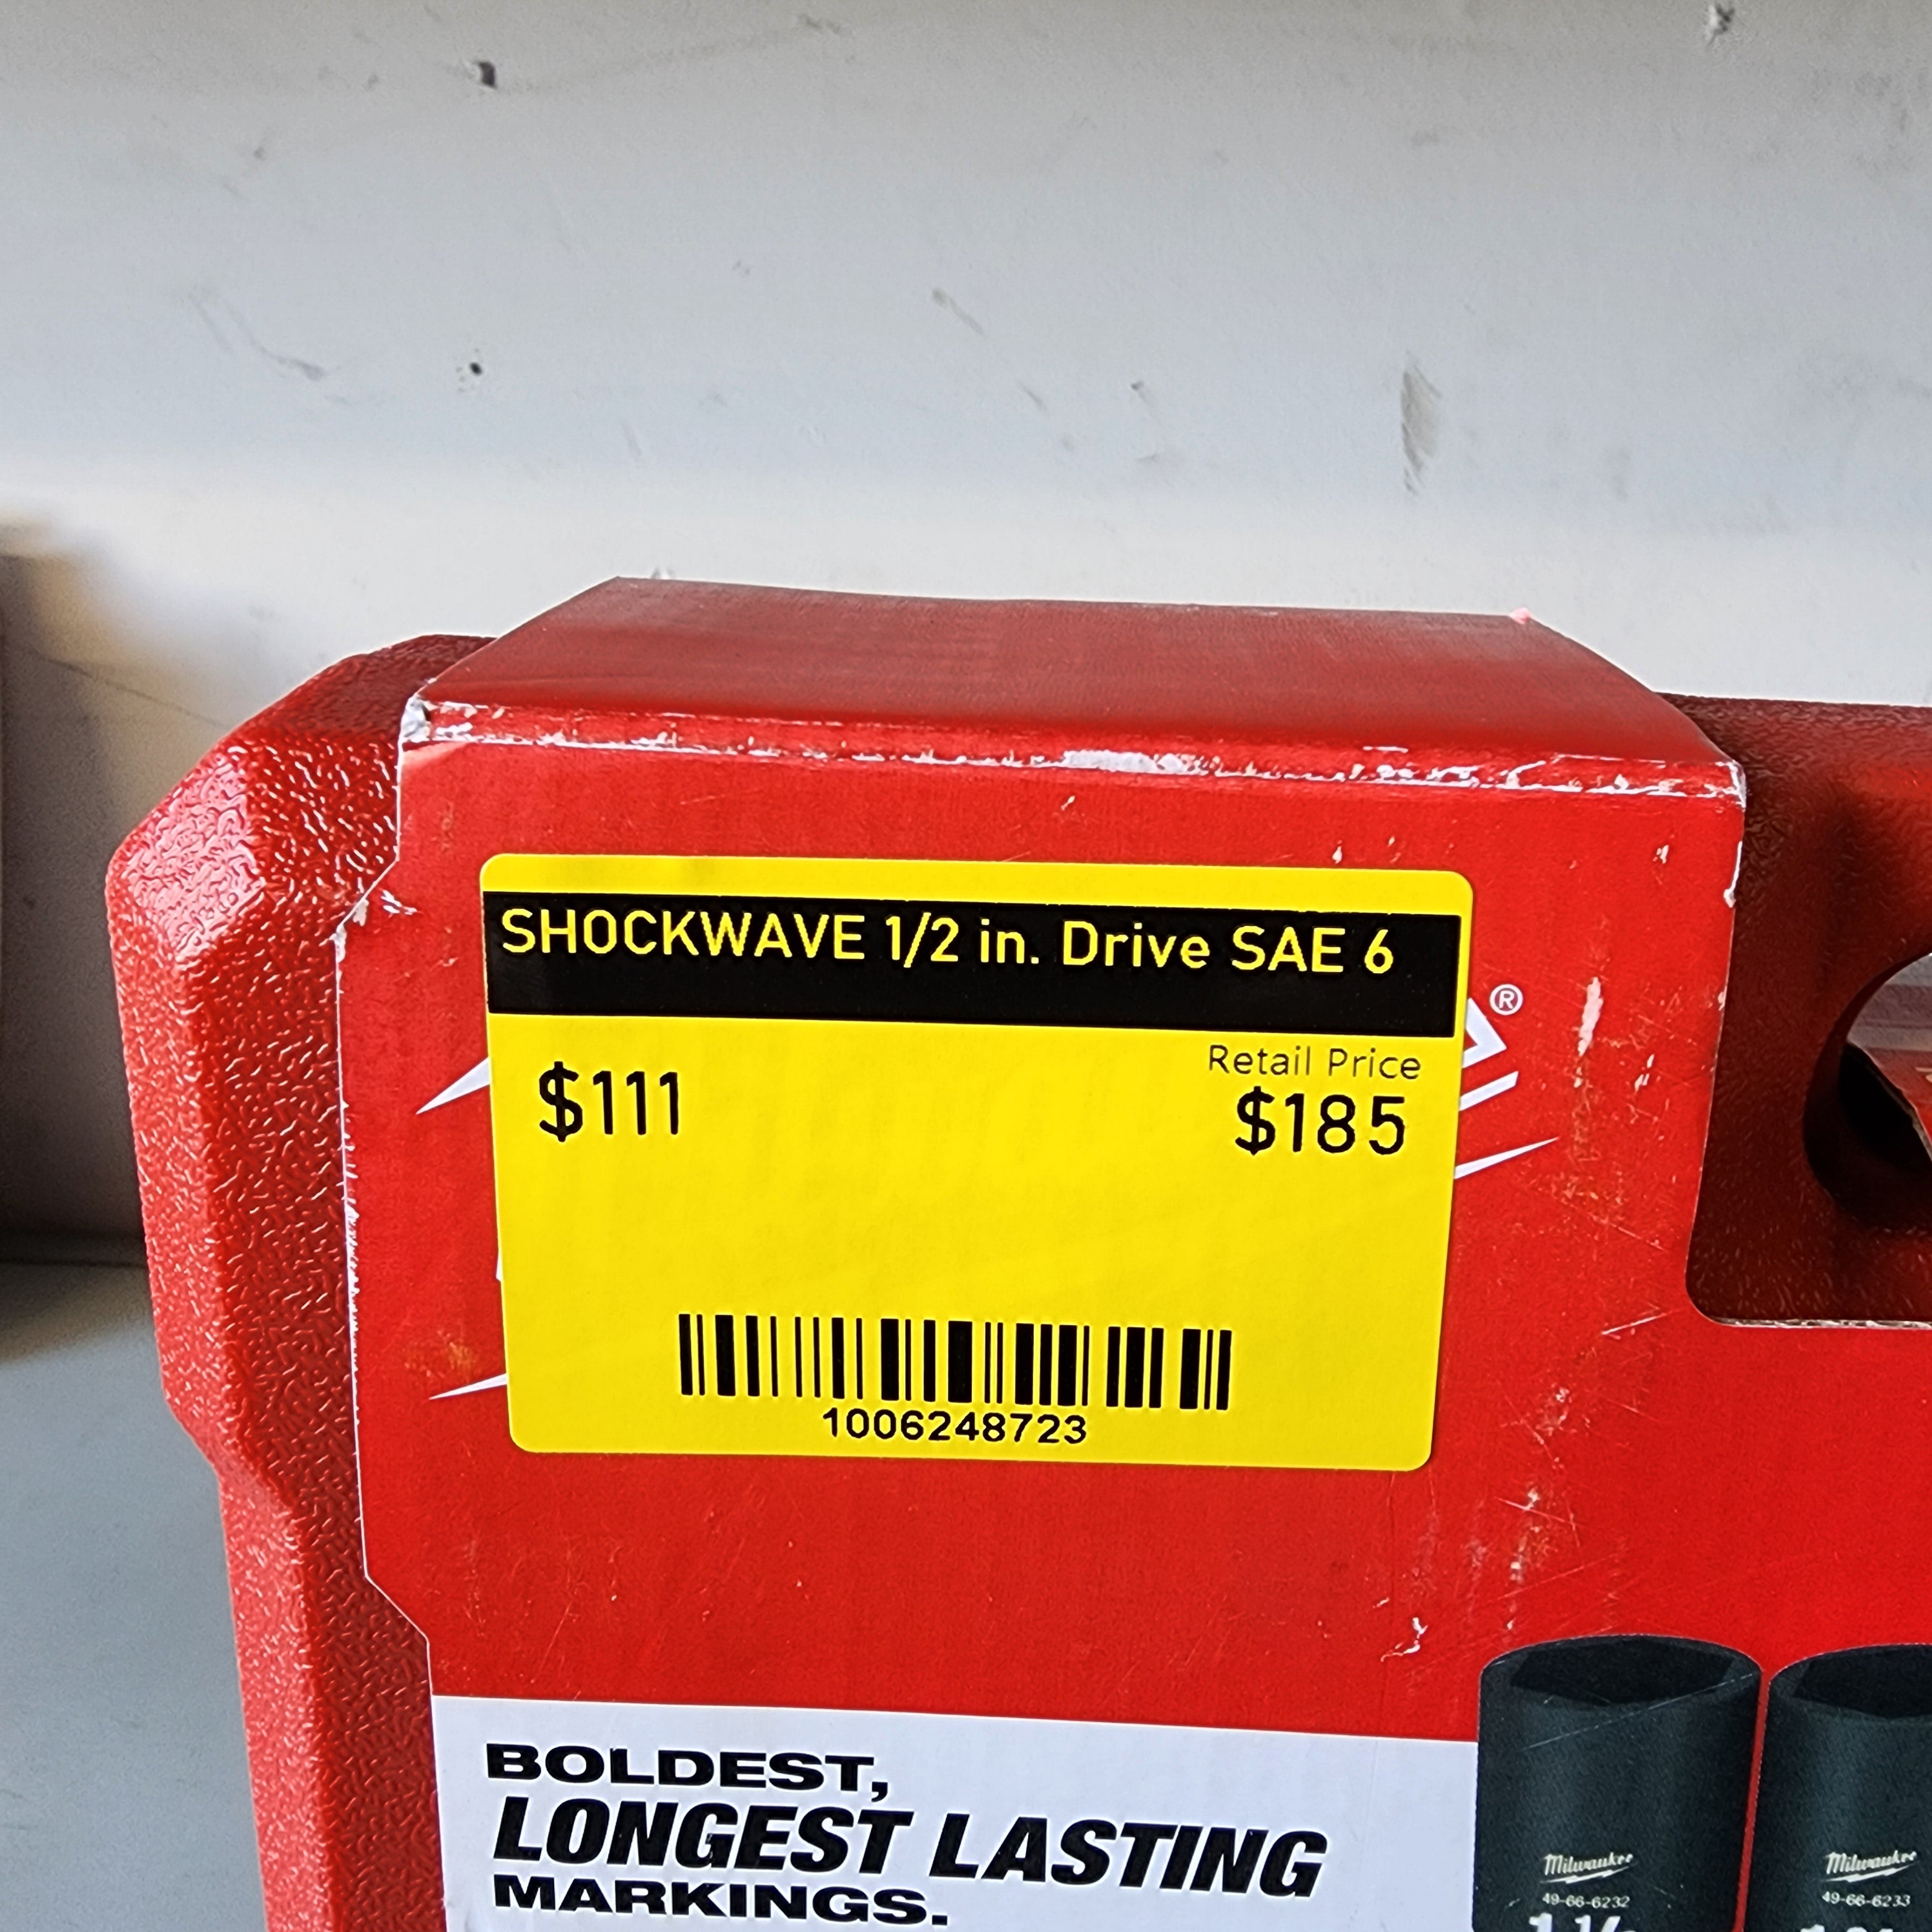 SHOCKWAVE 1/2 in. Drive SAE 6
®
Retail Price
$111 $185
1006248723
BOLDEST,
LONGEST LASTING
MARKINGS.
Milwaukee Milwaukee
49-66-6232 49-66-6233